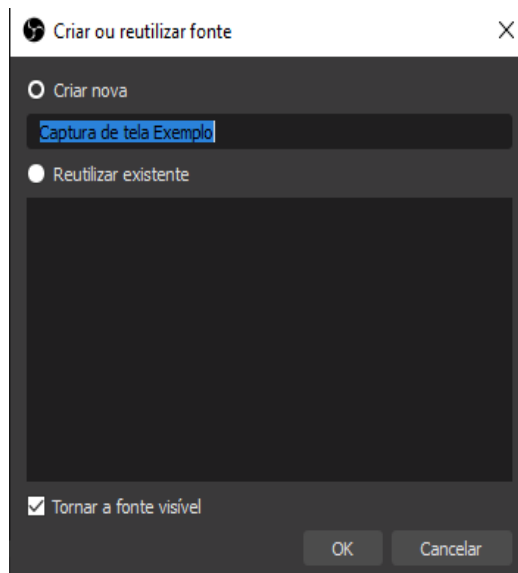 Criar ou reutilizar fonte
Criar nova
Captura de tela Exemplo
Reutilizar existente
Tornar a fonte visível
OK Cancelar